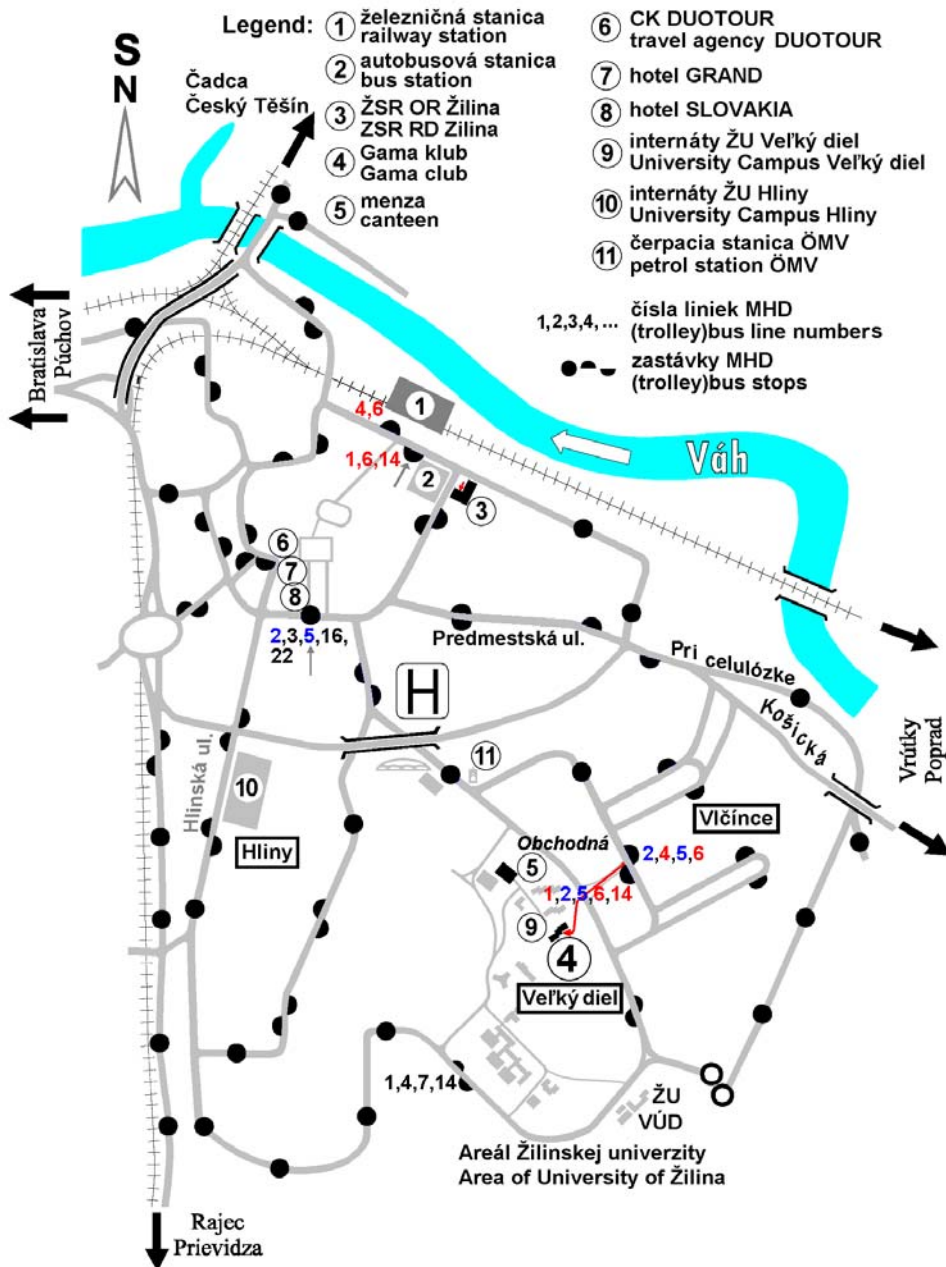 Legend:
1 železničná stanica
railway station
2 autobusová stanica
bus station
3 ŽSR OR Žilina
ZSR RD Zilina
4 Gama klub
Gama club
5 menza
canteen
6 CK DUOTOUR
travel agency DUOTOUR
7 hotel GRAND
8 hotel SLOVAKIA
9 internáty ŽU Veľký diel
University Campus Veľký diel
10 internáty ŽU Hliny
University Campus Hliny
11 čerpacia stanica ÖMV
petrol station ÖMV
1,2,3,4, ... čísla liniek MHD
(trolley)bus line numbers
zastávky MHD
(trolley)bus stops
S
N
Čadca
Český Těšín
Bratislava
Púchov
4,6
1
1,6,14
2
3
Váh
6
7
8
2,3,5,16,
22
Predmestská ul.
Pri celulózke
Košická
Vrútky
Poprad
H
11
Hlinská ul.
10
Hliny
Vlčínce
Obchodná
2,4,5,6
5
1,2,5,6,14
9
4
Veľký diel
1,4,7,14
ŽU
VÚD
Areál Žilinskej univerzity
Area of University of Žilina
Rajec
Prievidza